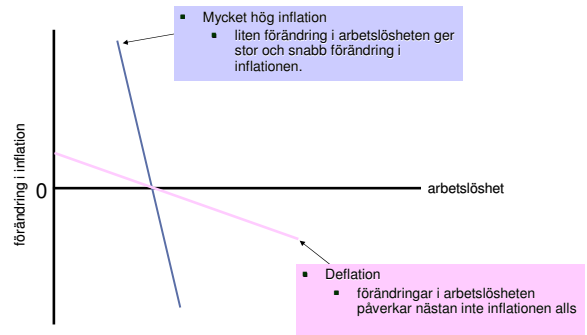 ▪ Mycket hög inflation
▪ liten förändring i arbetslösheten ger
stor och snabb förändring i
inflationen.
förändring i inflation
0
arbetslöshet
▪ Deflation
▪ förändringar i arbetslösheten
påverkar nästan inte inflationen alls